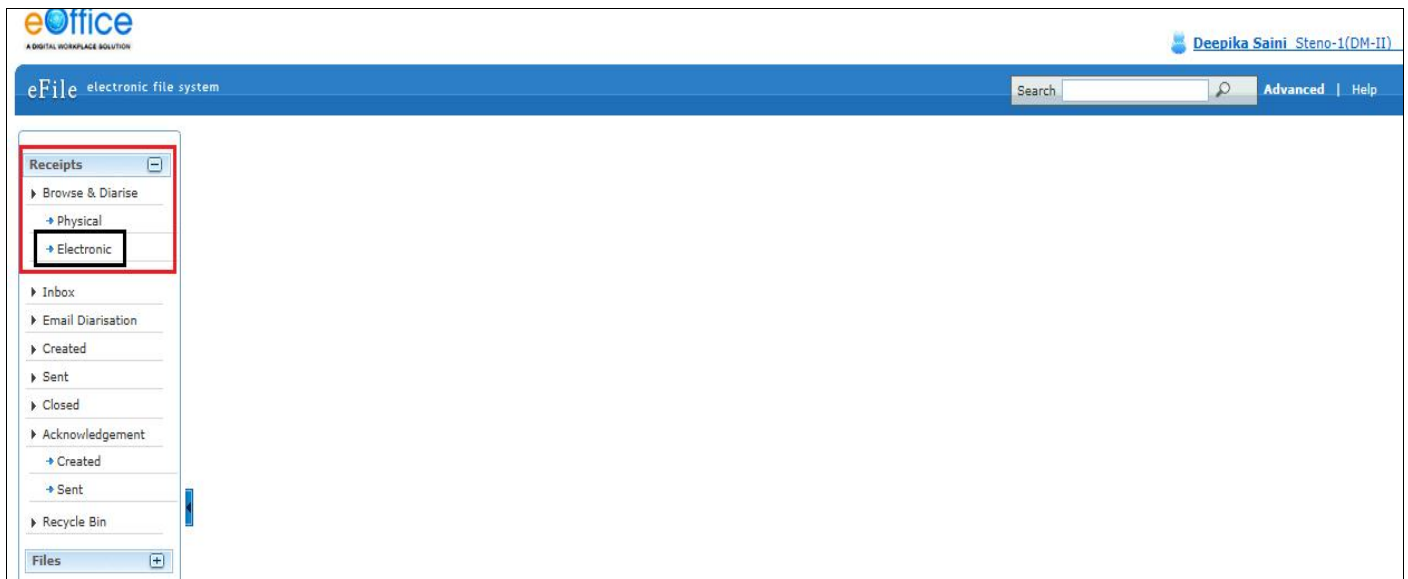 eOffice
A DIGITAL WORKPLACE SOLUTION
Deepika Saini Steno-1(DM-II)
eFile electronic file system
Search
Advanced | Help
Receipts
Browse & Diarise
Physical
Electronic
Inbox
Email Diarisation
Created
Sent
Closed
Acknowledgement
Created
Sent
Recycle Bin
Files